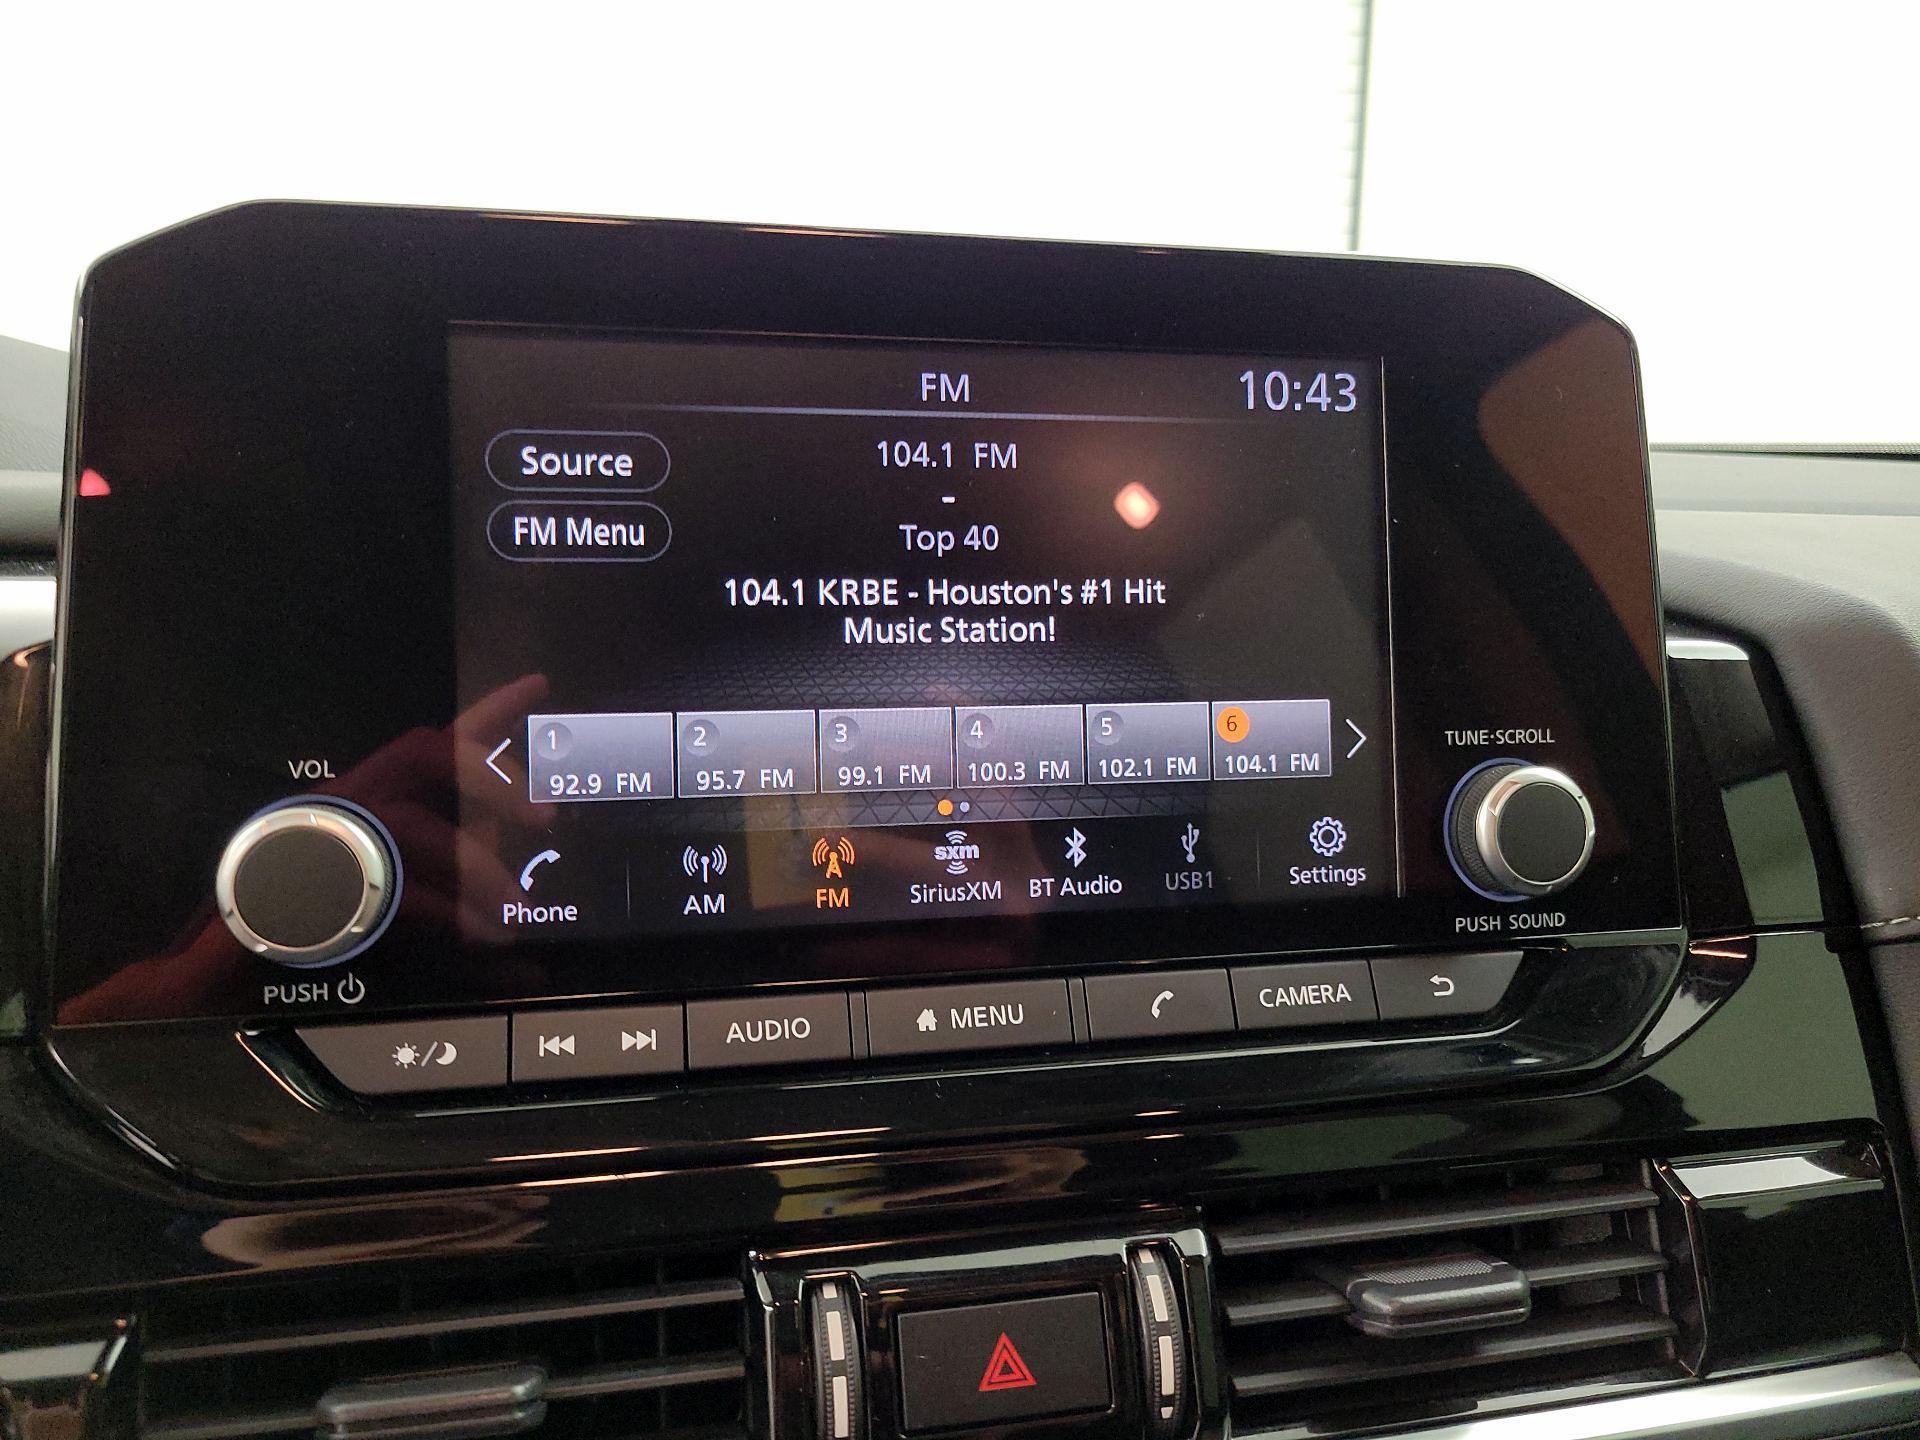 FM
10:43
Source
104.1 FM
-
FM Menu
Top 40
104.1 KRBE - Houston's #1 Hit
Music Station!
1
92.9 FM
2
95.7 FM
3
99.1 FM
4
100.3 FM
5
102.1 FM
6
104.1 FM
Phone
AM
FM
sxm
SiriusXM
BT Audio
USB1
Settings
VOL
PUSH
TUNE·SCROLL
PUSH SOUND
AUDIO
MENU
CAMERA